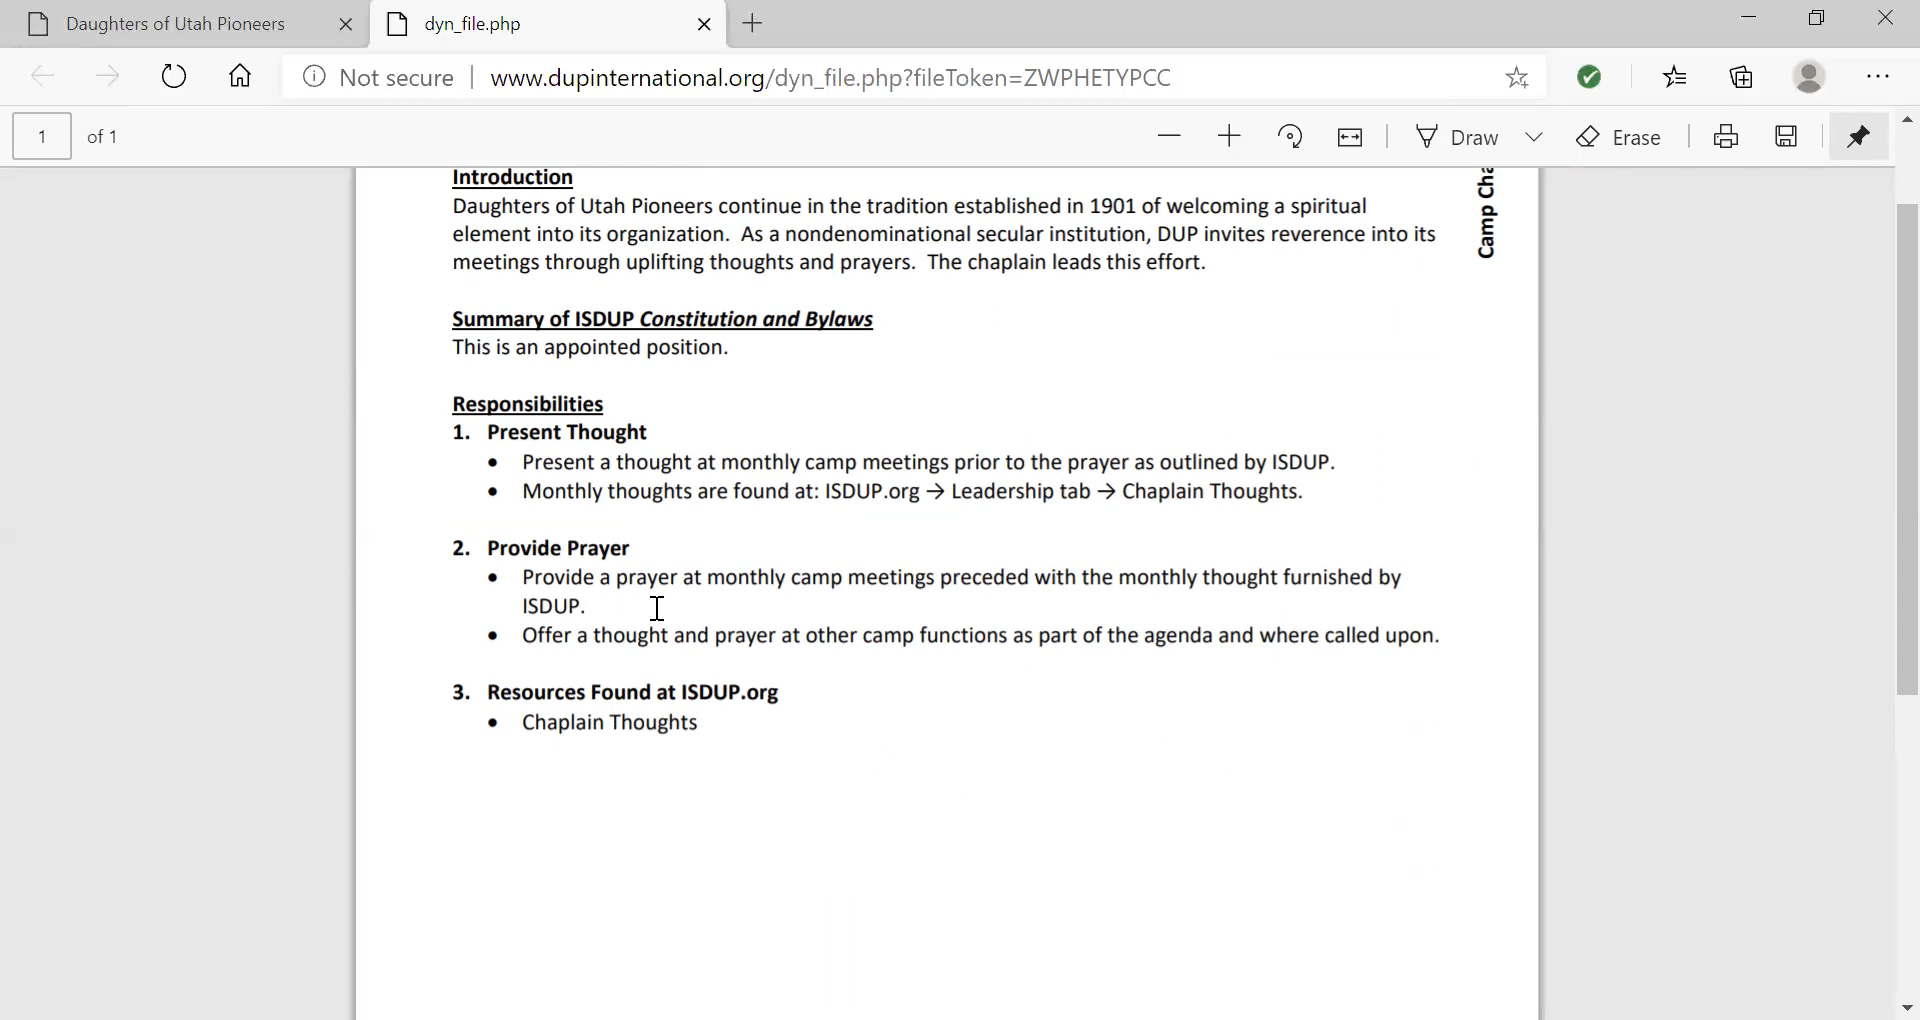 Daughters of Utah Pioneers
dyn_file.php
Not secure
www.dupinternational.org/dyn_file.php?fileToken=ZWPHETYPCC
1 of 1
Draw
Erase
Introduction
Daughters of Utah Pioneers continue in the tradition established in 1901 of welcoming a spiritual
element into its organization. As a nondenominational secular institution, DUP invites reverence into its
meetings through uplifting thoughts and prayers. The chaplain leads this effort.
Camp Cha
Summary of ISDUP Constitution and Bylaws
This is an appointed position.
Responsibilities
1. Present Thought
• Present a thought at monthly camp meetings prior to the prayer as outlined by ISDUP.
• Monthly thoughts are found at: ISDUP.org → Leadership tab → Chaplain Thoughts.
2. Provide Prayer
• Provide a prayer at monthly camp meetings preceded with the monthly thought furnished by
ISDUP.
• Offer a thought and prayer at other camp functions as part of the agenda and where called upon.
3. Resources Found at ISDUP.org
• Chaplain Thoughts